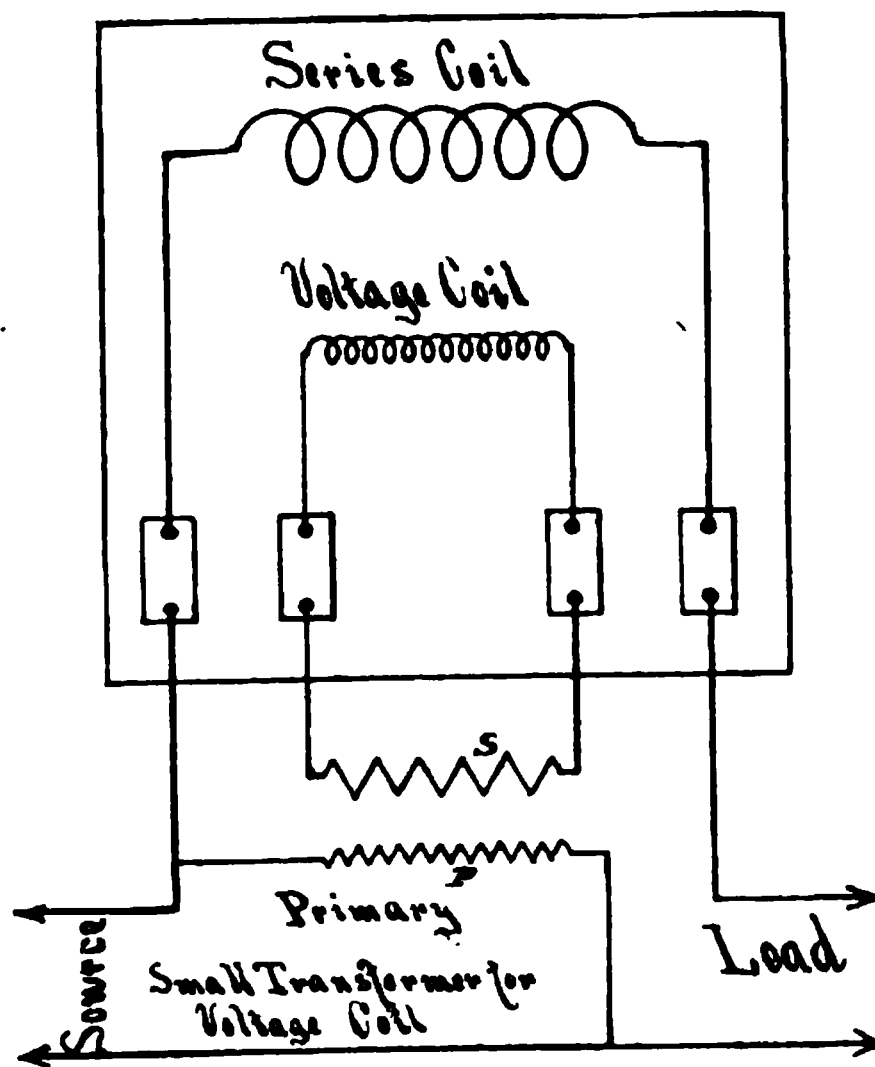 Series Coil
Voltage Coil
S
P
Primary
Source
Load
Small Transformer for
Voltage Coil